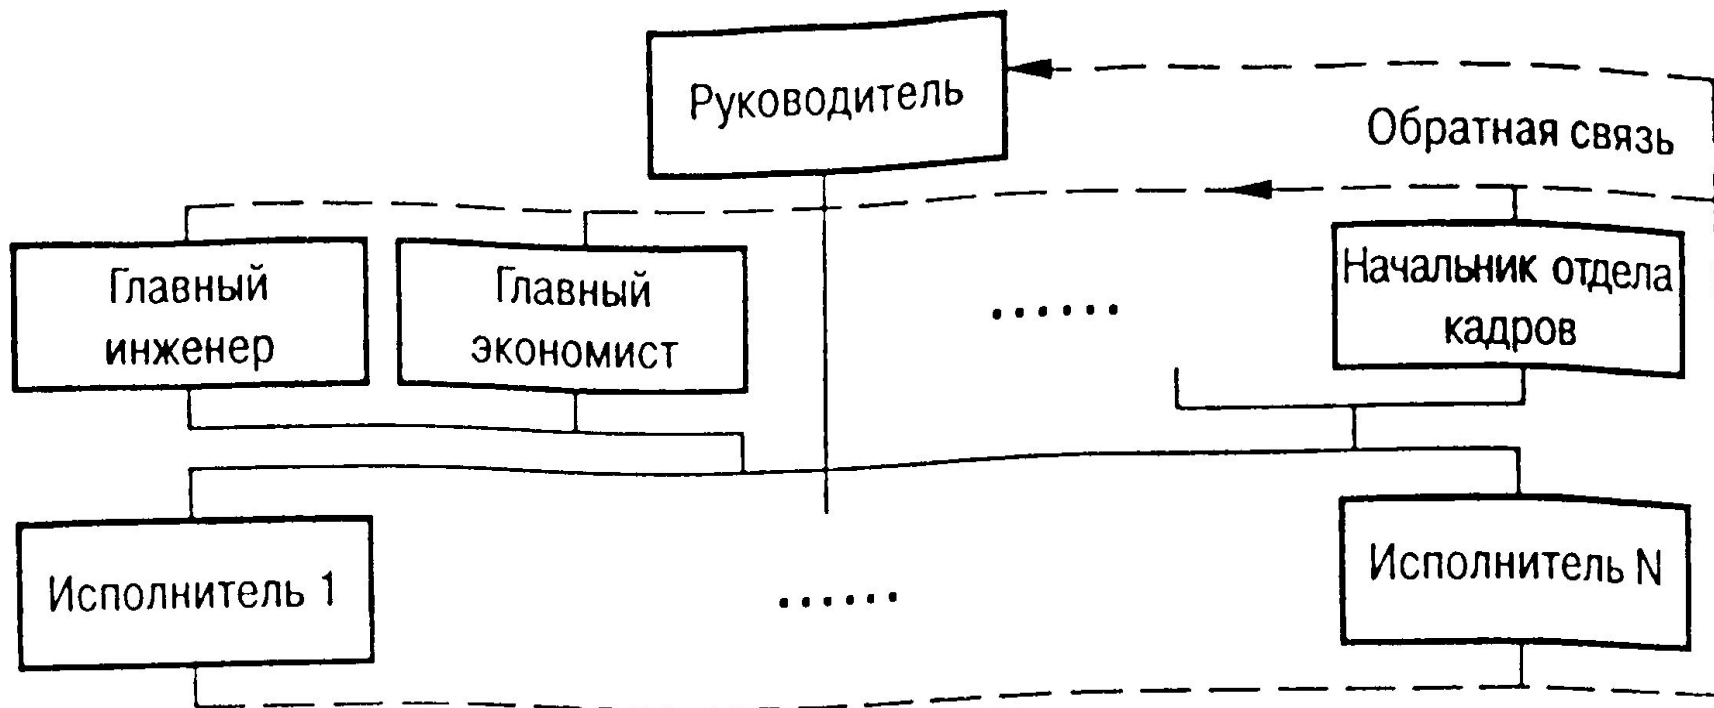 Руководитель
Обратная связь
Главный
инженер
Главный
экономист
......
Начальник отдела
кадров
Исполнитель 1
......
Исполнитель N